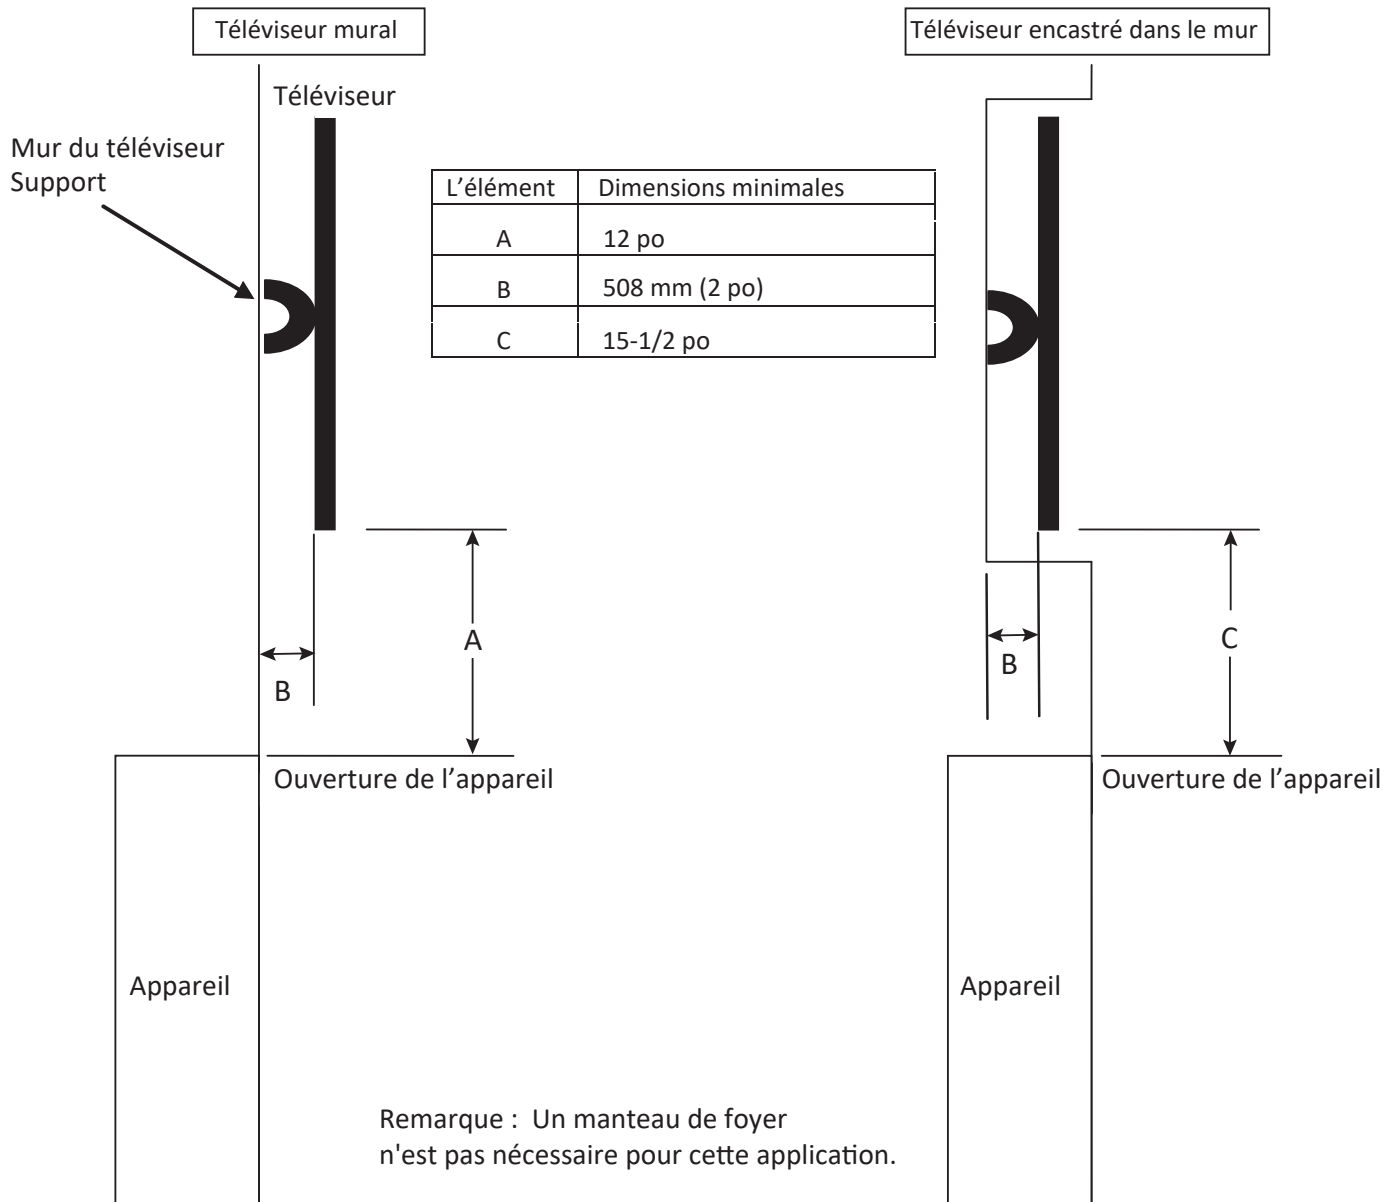 Téléviseur mural
Téléviseur encastré dans le mur
Téléviseur
Mur du téléviseur
Support
L'élément Dimensions minimales
A 12 po
B 508 mm (2 po)
C 15-1/2 po
A
B
B
C
Ouverture de l'appareil
Ouverture de l'appareil
Appareil
Appareil
Remarque : Un manteau de foyer
n'est pas nécessaire pour cette application.